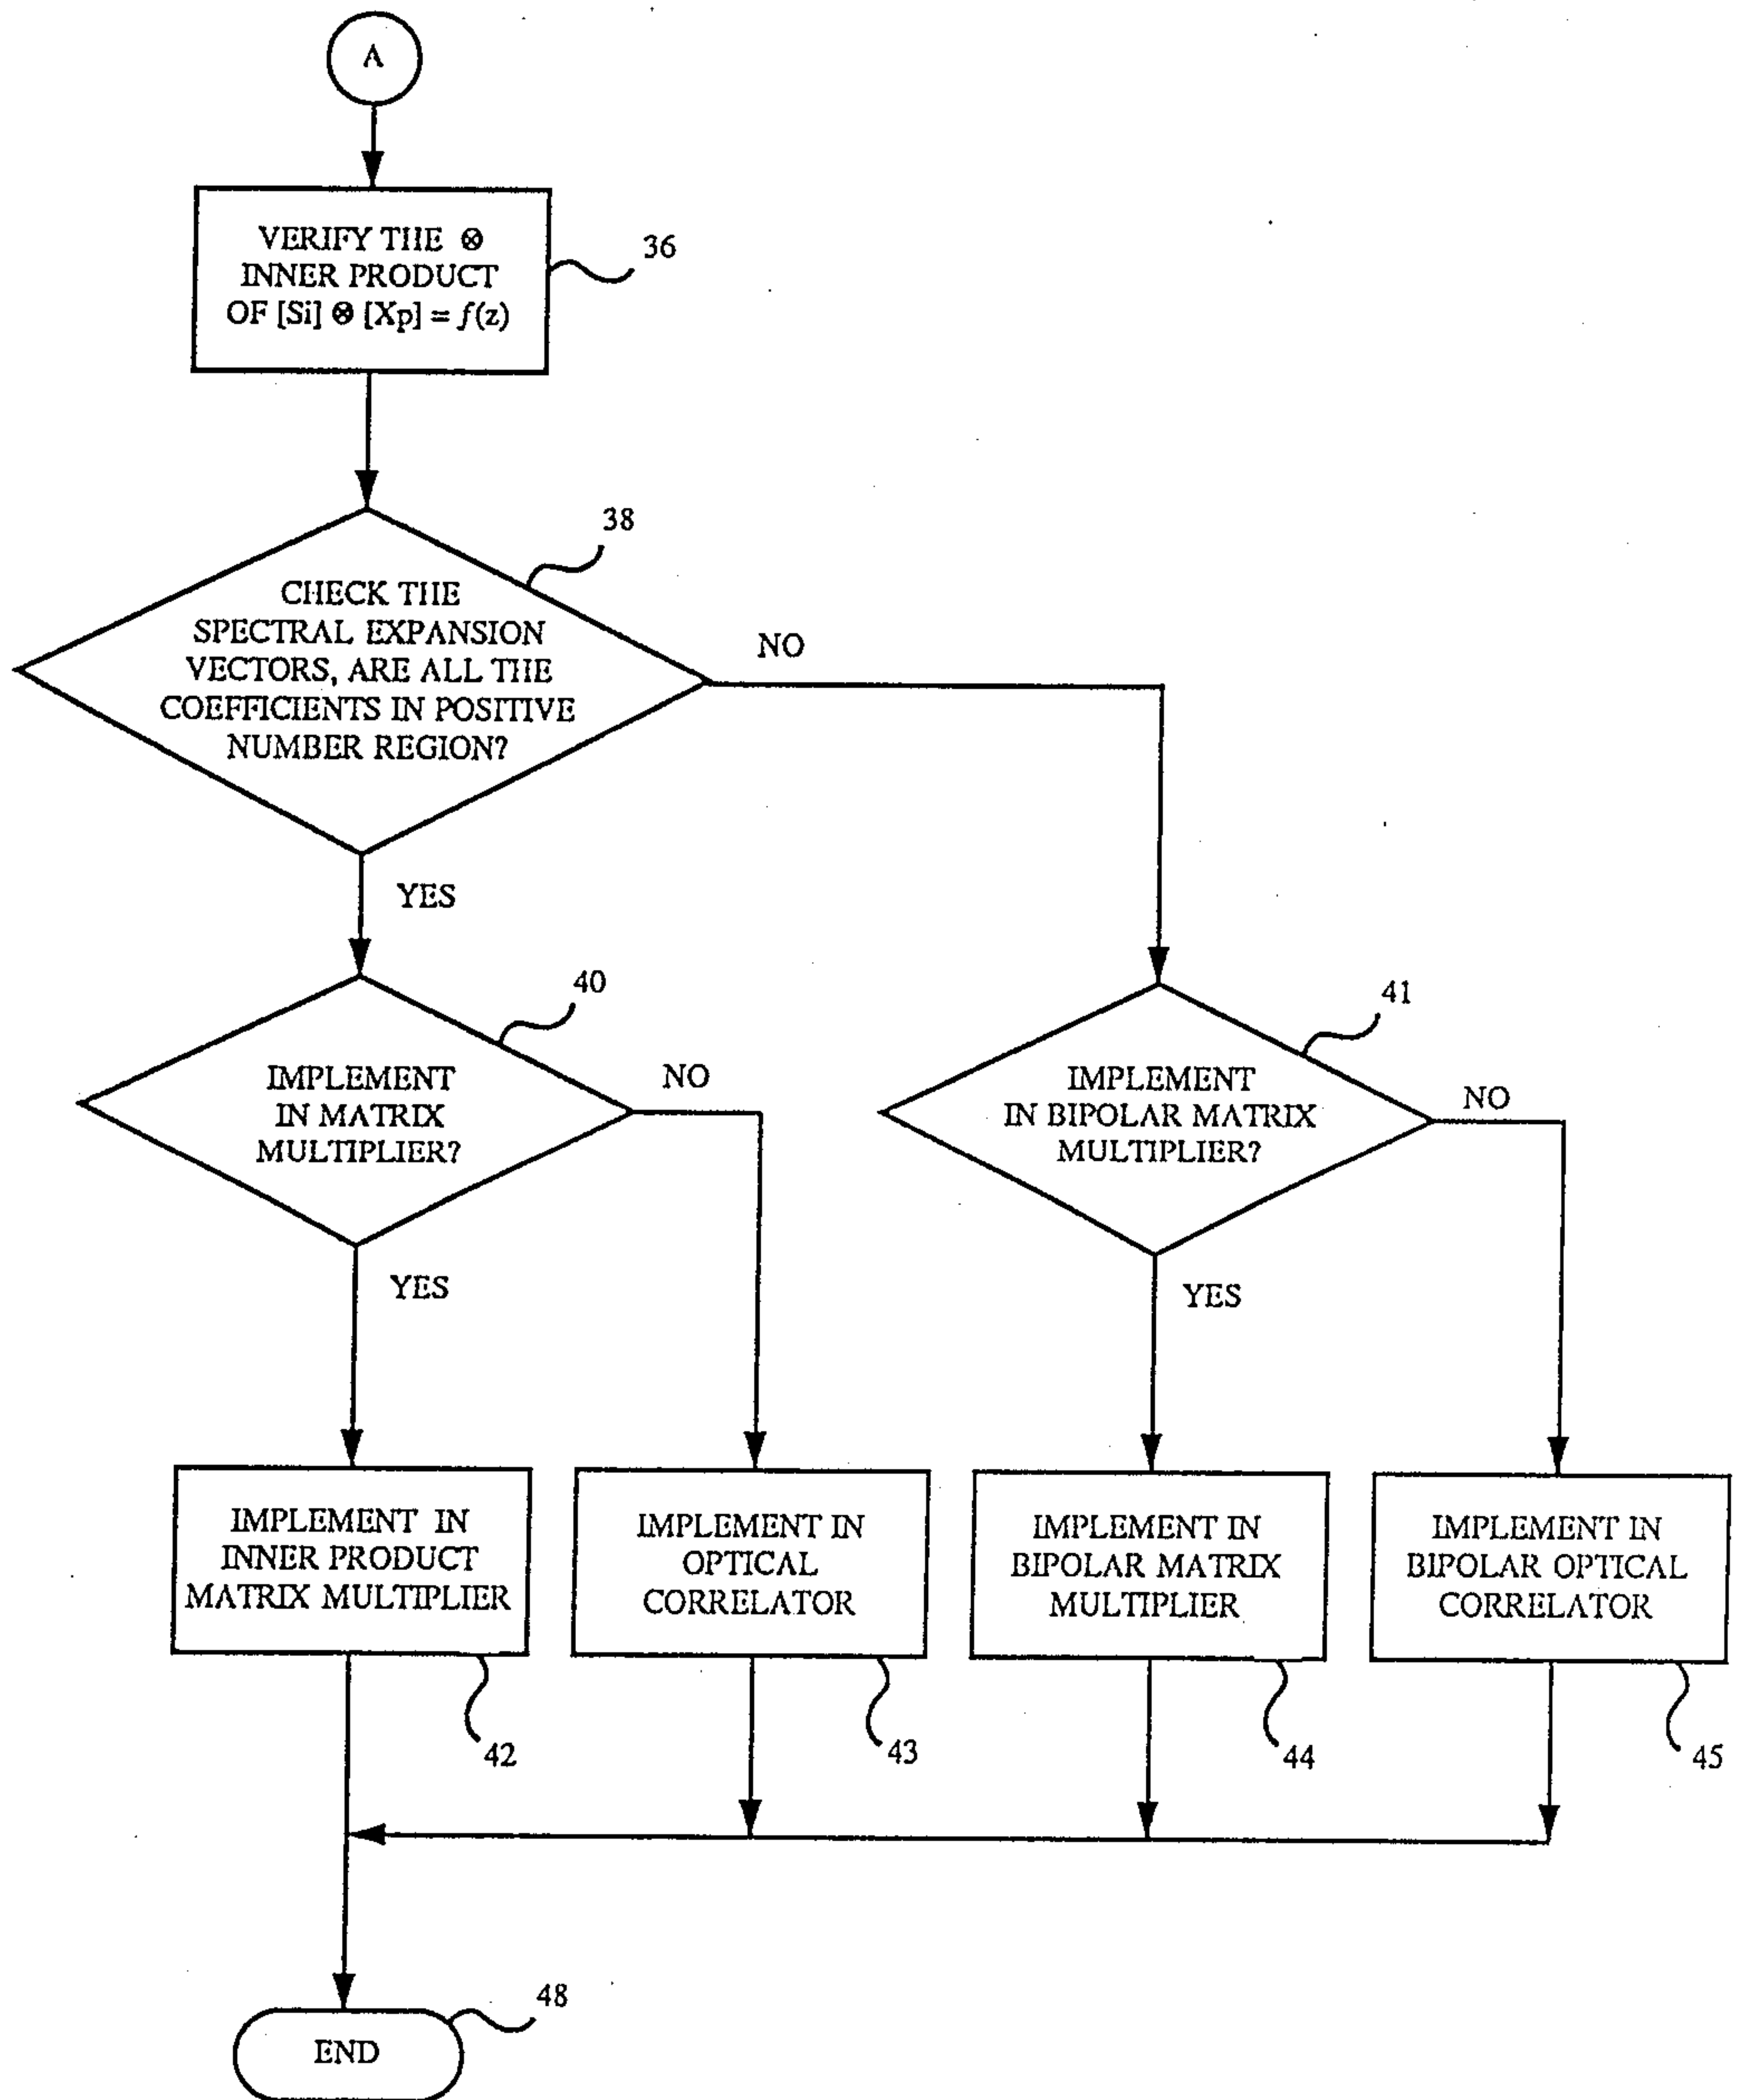 A
VERIFY THE ⊗
INNER PRODUCT
OF [Si] ⊗ [Xp] = f(z)
36
38
CHECK THE
SPECTRAL EXPANSION
VECTORS, ARE ALL THE
COEFFICIENTS IN POSITIVE
NUMBER REGION?
NO
YES
40
IMPLEMENT
IN MATRIX
MULTIPLIER?
NO
YES
41
IMPLEMENT
IN BIPOLAR MATRIX
MULTIPLIER?
NO
YES
IMPLEMENT IN
INNER PRODUCT
MATRIX MULTIPLIER
42
IMPLEMENT IN
OPTICAL
CORRELATOR
43
IMPLEMENT IN
BIPOLAR MATRIX
MULTIPLIER
44
IMPLEMENT IN
BIPOLAR OPTICAL
CORRELATOR
45
48
END